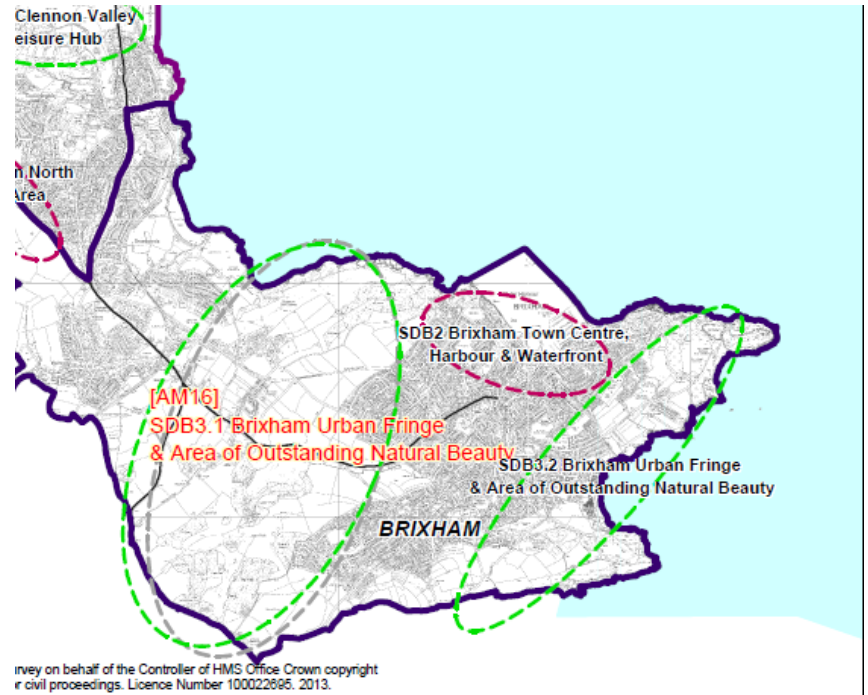 Clennon Valley
eisure Hub
n North
Area
BRIXHAM
SDB2 Brixham Town Centre,
Harbour & Waterfront
[AM16]
SDB3.1 Brixham Urban Fringe
& Area of Outstanding Natural Beauty
SDB3.2 Brixham Urban Fringe
& Area of Outstanding Natural Beauty
BRIXHAM
urvey on behalf of the Controller of HMS Office Crown copyright
r civil proceedings. Licence Number 100022695. 2013.